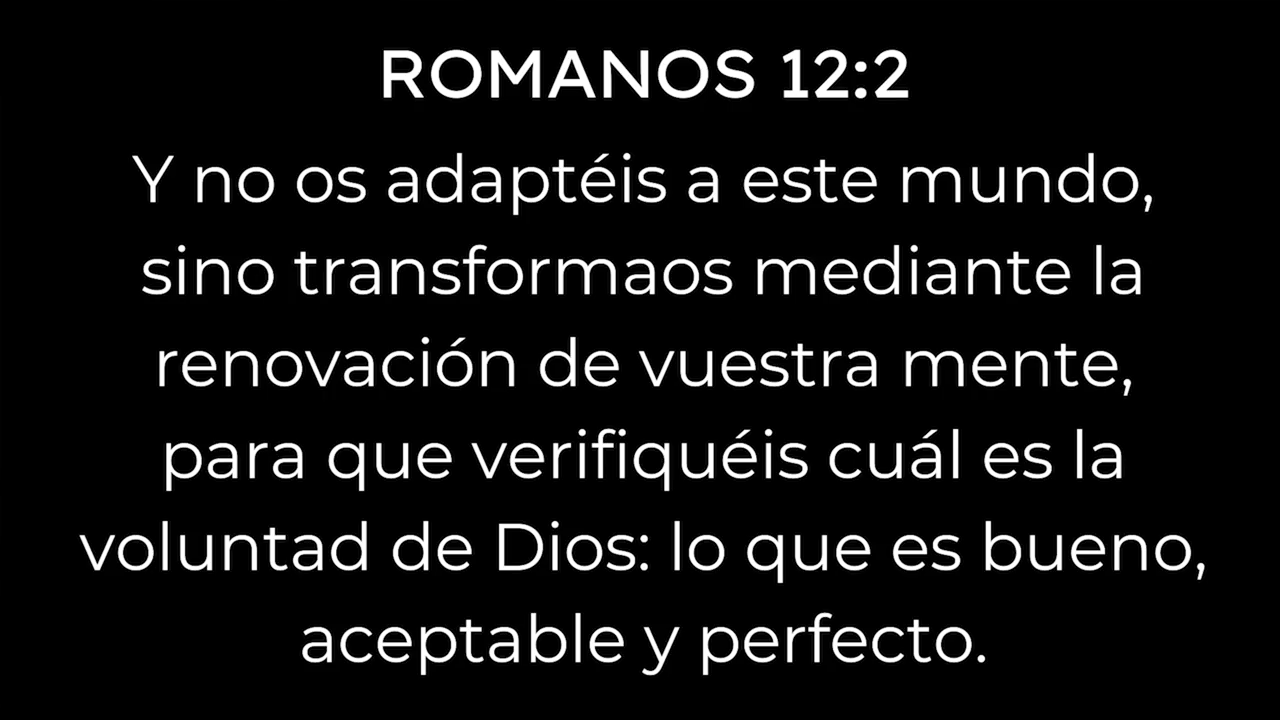 ROMANOS 12:2
Y no os adaptéis a este mundo,
sino transformaos mediante la
renovación de vuestra mente,
para que verifiquéis cuál es la
voluntad de Dios: lo que es bueno,
aceptable y perfecto.